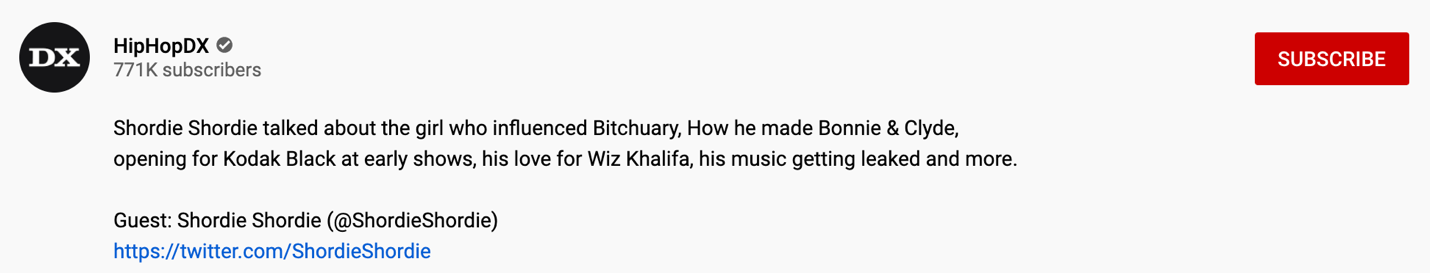 DX
HipHopDX
771K subscribers
SUBSCRIBE
Shordie Shordie talked about the girl who influenced Bitchuary, How he made Bonnie & Clyde,
opening for Kodak Black at early shows, his love for Wiz Khalifa, his music getting leaked and more.
Guest: Shordie Shordie (@ShordieShordie)
https://twitter.com/ShordieShordie